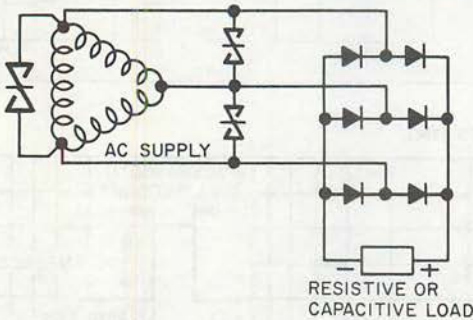 AC SUPPLY
- +
RESISTIVE OR
CAPACITIVE LOAD